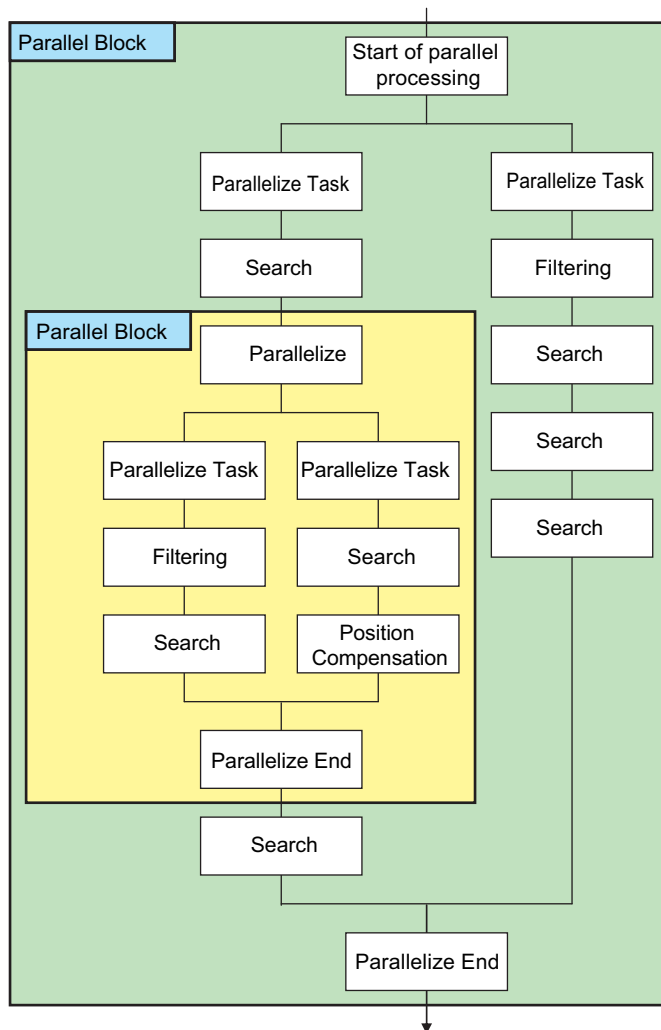 Parallel Block
Start of parallel
processing
Parallelize Task
Parallelize Task
Search
Filtering
Parallel Block
Parallelize
Search
Parallelize Task
Parallelize Task
Search
Filtering
Search
Search
Search
Position
Compensation
Parallelize End
Search
Parallelize End